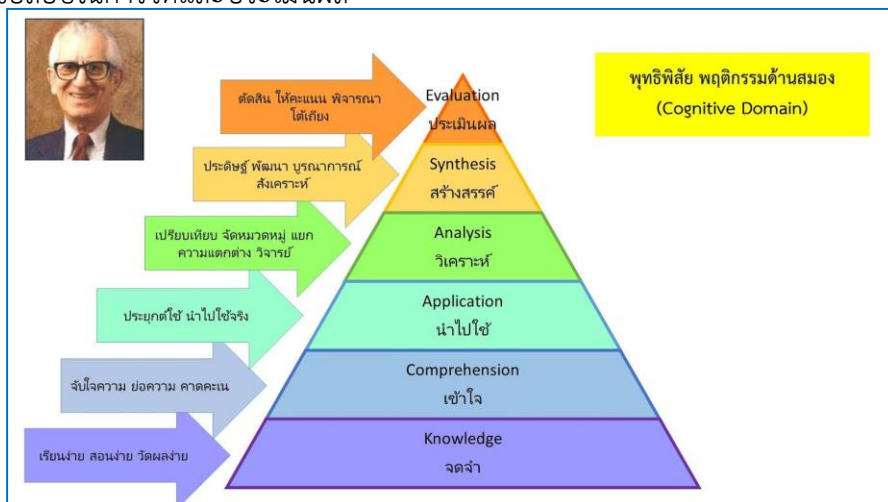 พุทธิพิสัย พฤติกรรมด้านสมอง
(Cognitive Domain)
ตัดสิน ให้คะแนน พิจารณา
โต้เถียง
Evaluation
ประเมินผล
ประดิษฐ์ พัฒนา บูรณาการณ์
สังเคราะห์
Synthesis
สร้างสรรค์
เปรียบเทียบ จัดหมวดหมู่ แยก
ความแตกต่าง วิจารย์
Analysis
วิเคราะห์
ประยุกต์ใช้ นำไปใช้จริง
Application
นำไปใช้
จับใจความ ย่อความ คาดคะเน
Comprehension
เข้าใจ
เรียนง่าย สอนง่าย วัดผลง่าย
Knowledge
จดจำ